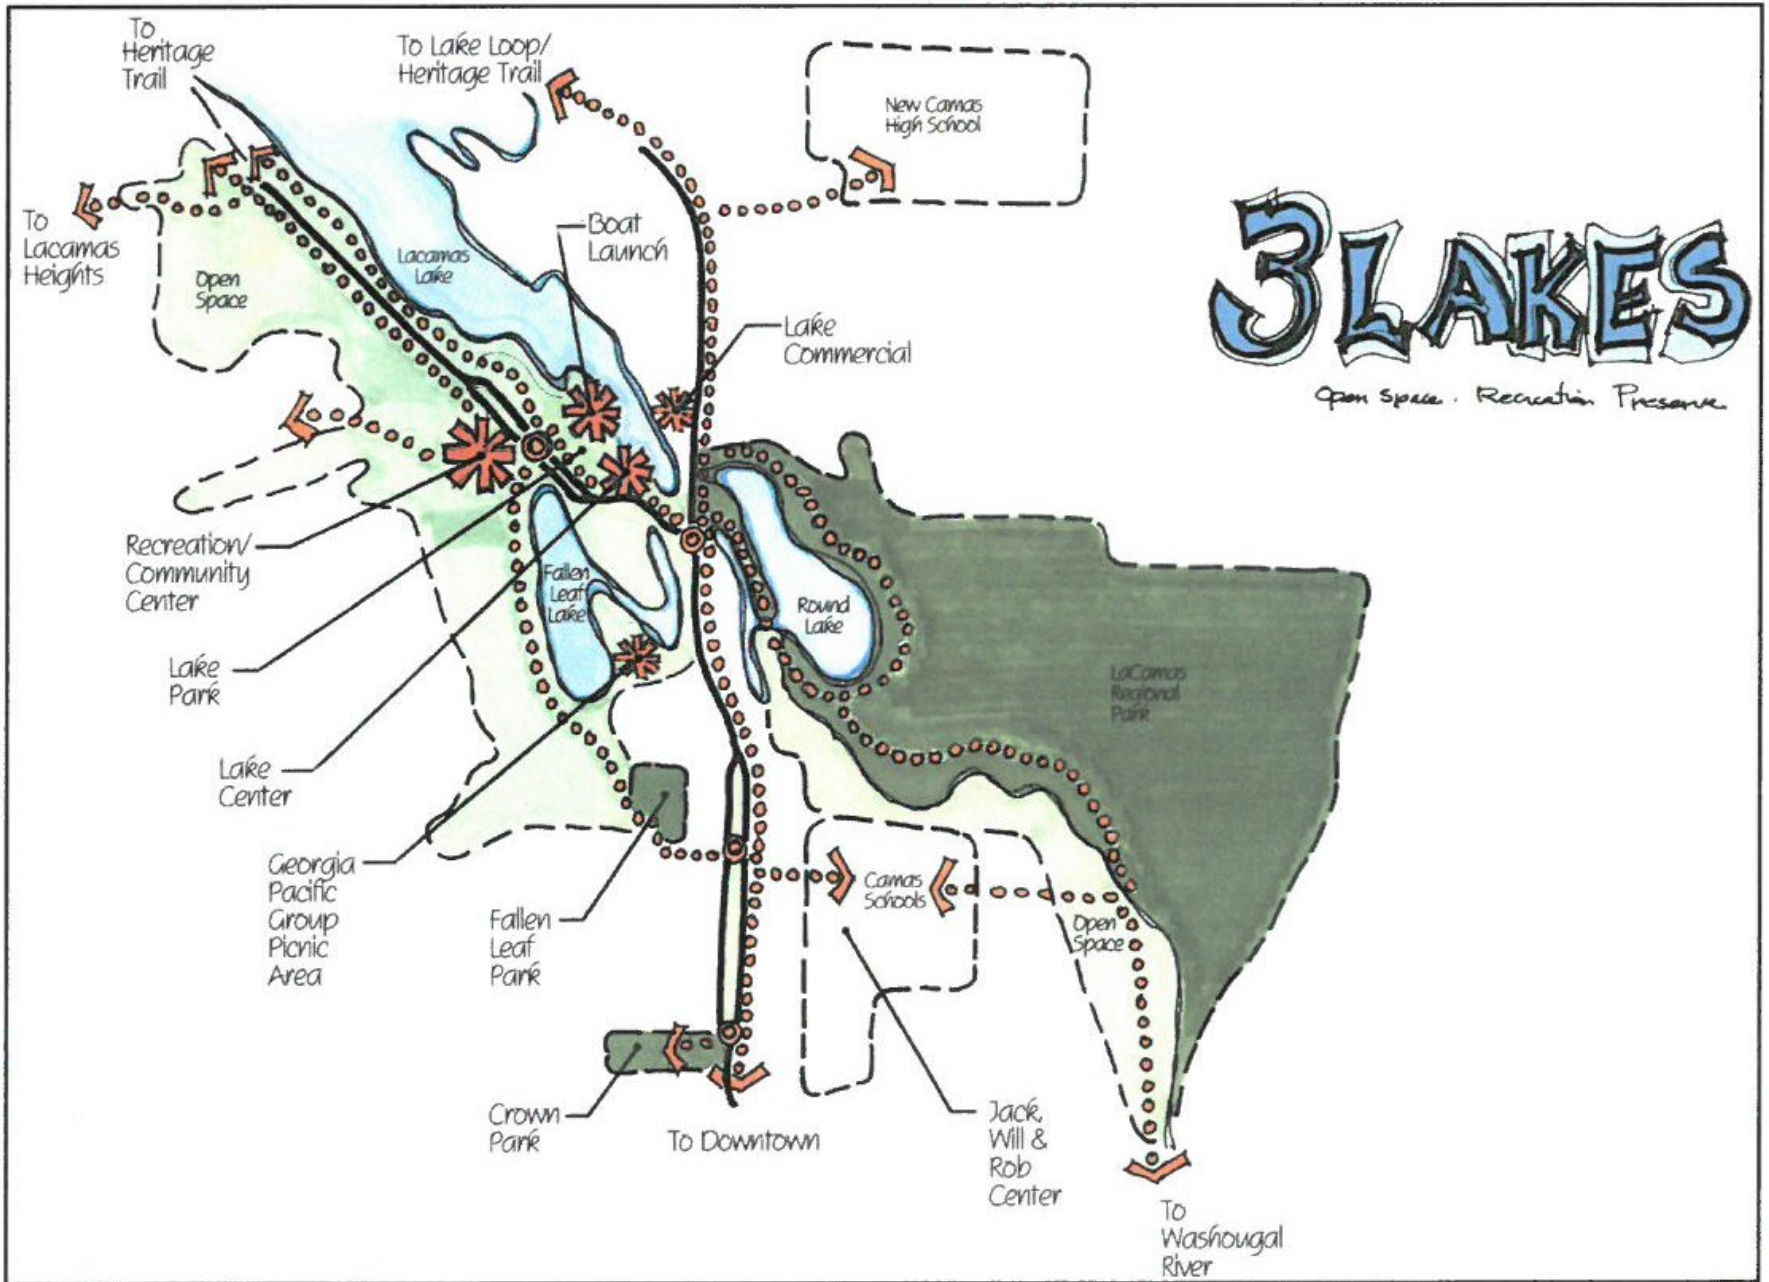 To
Heritage
Trail
To Lake Loop/
Heritage Trail
New Camas
High School
To
Lacamas
Heights
Open
Space
Lacamas
Lake
Boat
Launch
Lake
Commercial
3 LAKES
Open Space . Recreation Preserve
Recreation/
Community
Center
Fallen
Leaf
Lake
Round
Lake
Lake
Park
LaCamas
Regional
Park
Lake
Center
Georgia
Pacific
Group
Picnic
Area
Fallen
Leaf
Park
Camas
Schools
Open
Space
Crown
Park
To Downtown
Jack,
Will &
Rob
Center
To
Washougal
River